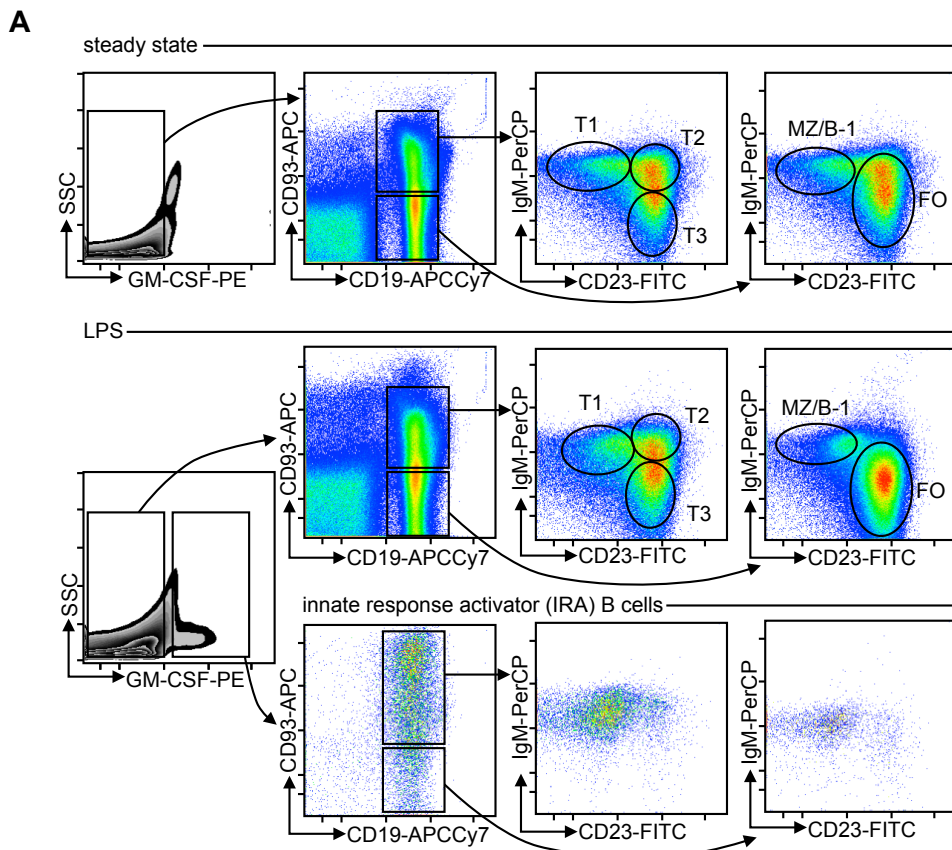 A
steady state
SSC
GM-CSF-PE
CD93-APC
CD19-APCCy7
IgM-PerCP
T1
T2
T3
CD23-FITC
IgM-PerCP
MZ/B-1
FO
CD23-FITC
LPS
SSC
GM-CSF-PE
CD93-APC
CD19-APCCy7
IgM-PerCP
T1
T2
T3
CD23-FITC
IgM-PerCP
MZ/B-1
FO
CD23-FITC
innate response activator (IRA) B cells
CD93-APC
CD19-APCCy7
IgM-PerCP
CD23-FITC
IgM-PerCP
CD23-FITC